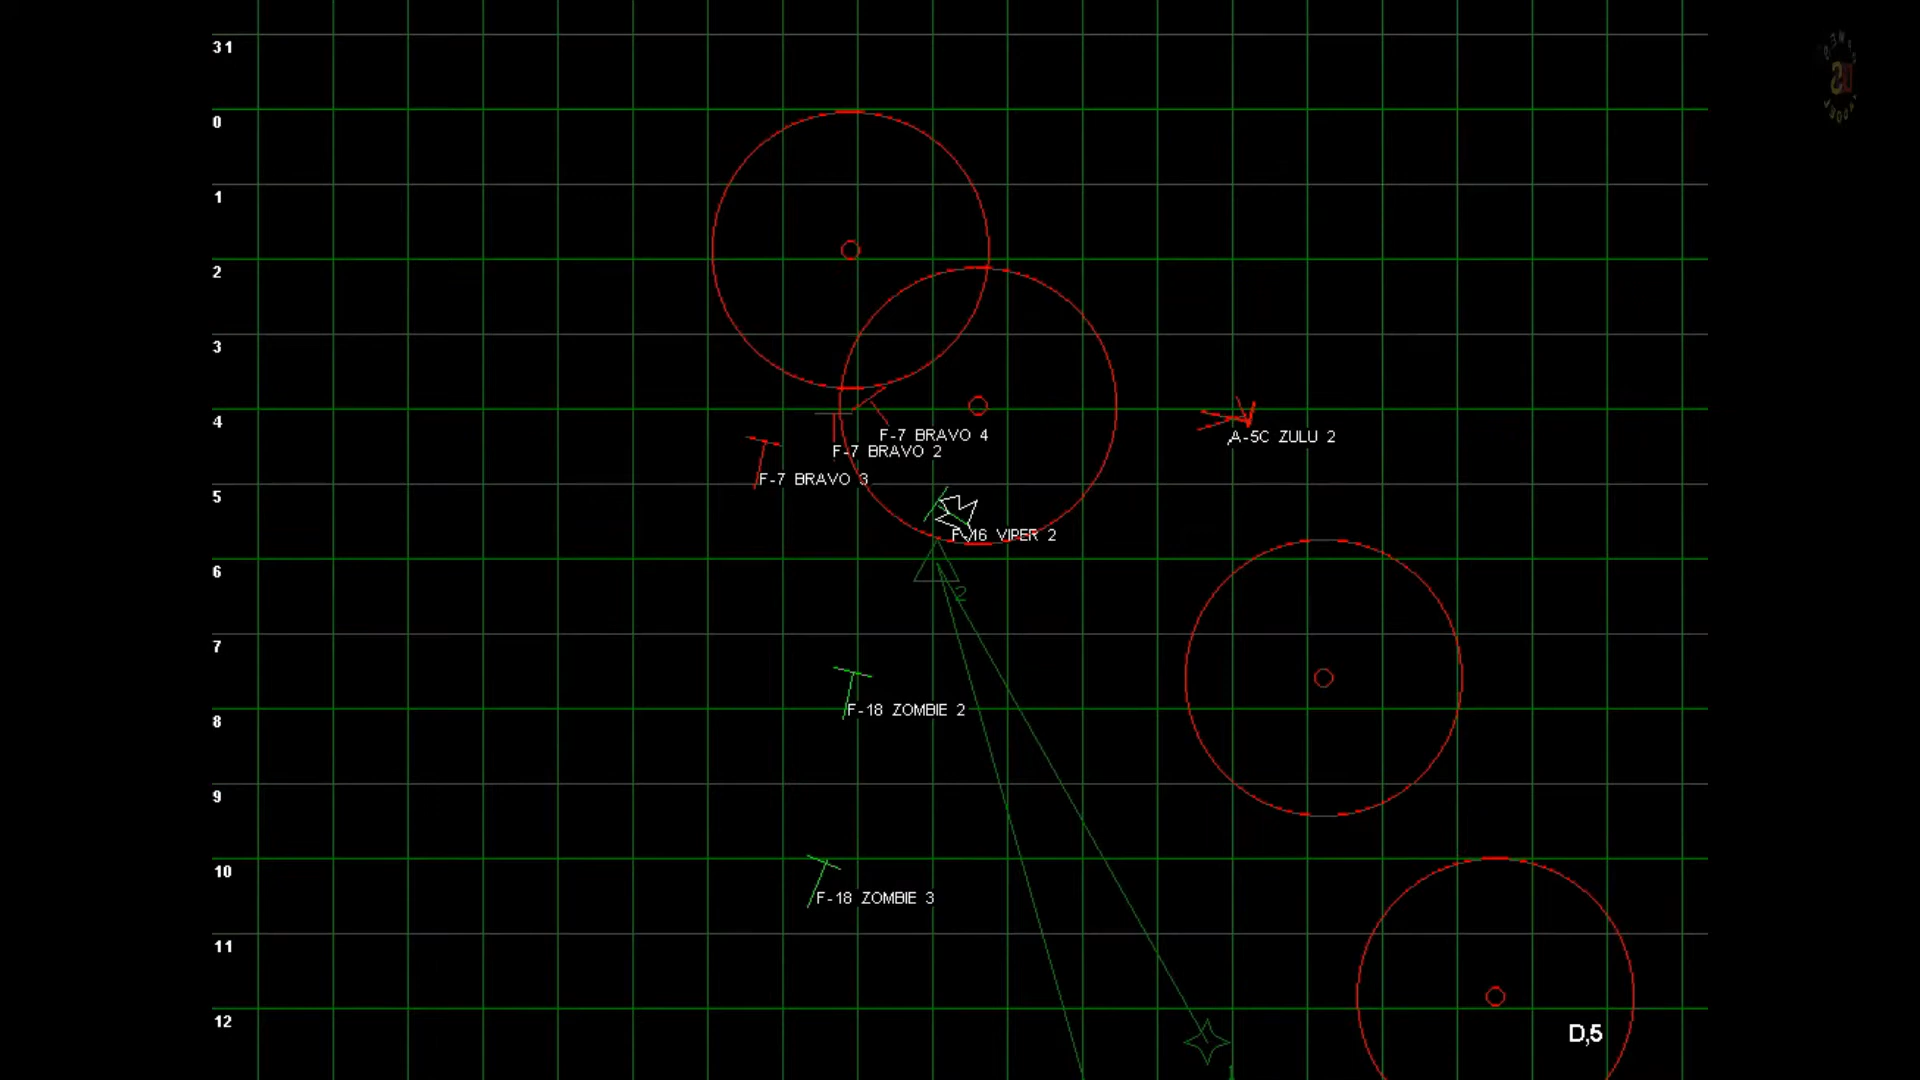 31
0
1
2
3
4
F-7 BRAVO 4
A-5C ZULU 2
F-7 BRAVO 2
F-7 BRAVO 3
5
F-16 VIPER 2
6
2
7
F-18 ZOMBIE 2
8
9
10
F-18 ZOMBIE 3
11
12
D,5